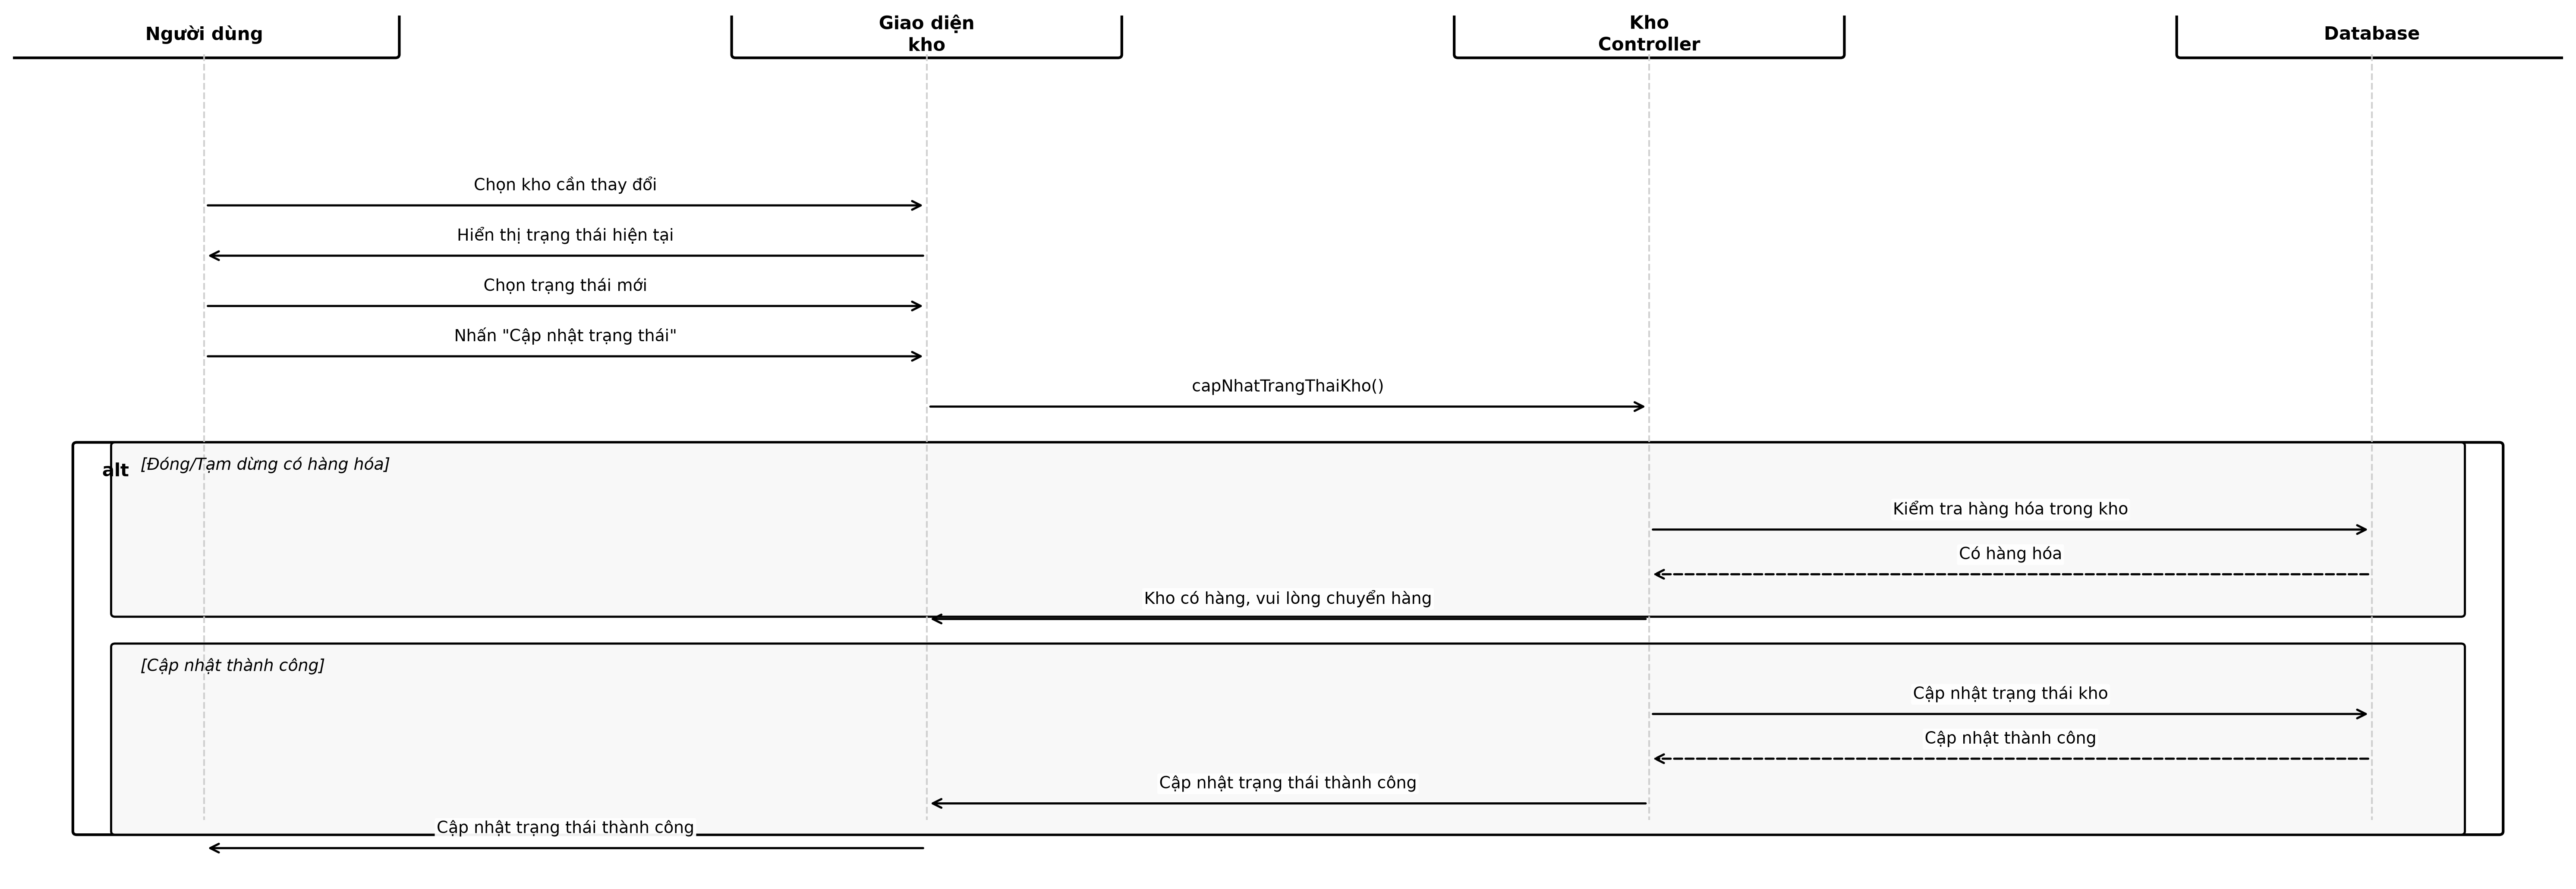 Người dùng
Giao diện
kho
Kho
Controller
Database
Chọn kho cần thay đổi
Hiển thị trạng thái hiện tại
Chọn trạng thái mới
Nhấn "Cập nhật trạng thái"
capNhatTrangThaiKho()
alt
[Đóng/Tạm dừng có hàng hóa]
Kiểm tra hàng hóa trong kho
Có hàng hóa
Kho có hàng, vui lòng chuyển hàng
[Cập nhật thành công]
Cập nhật trạng thái kho
Cập nhật thành công
Cập nhật trạng thái thành công
Cập nhật trạng thái thành công